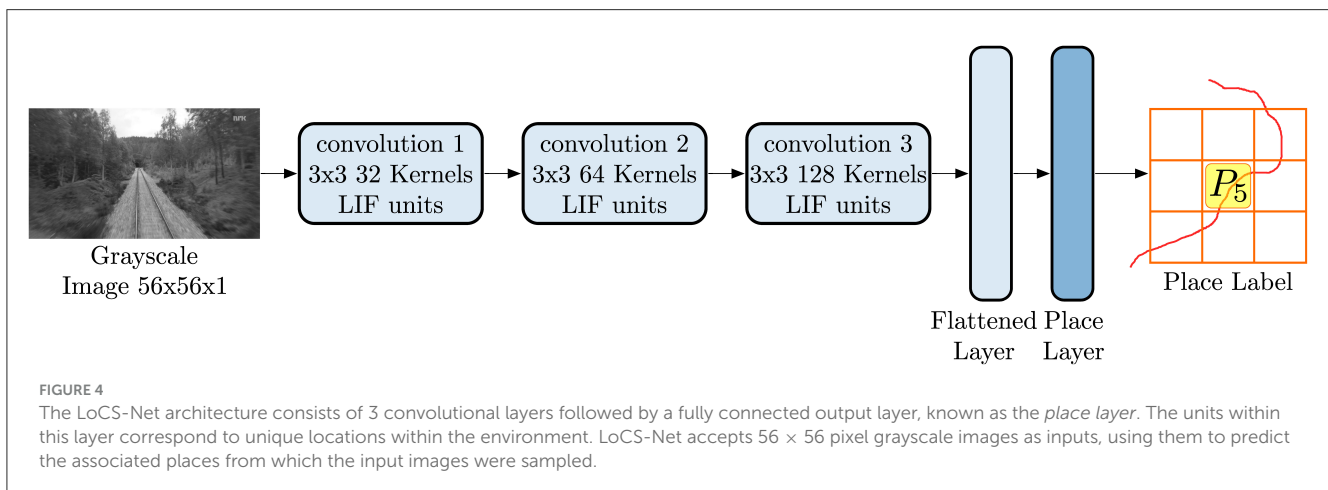 NRK
Grayscale
Image 56x56x1
convolution 1
3x3 32 Kernels
LIF units
convolution 2
3x3 64 Kernels
LIF units
convolution 3
3x3 128 Kernels
LIF units
Flattened
Layer
Place
Layer
P5
Place Label
FIGURE 4
The LoCS-Net architecture consists of 3 convolutional layers followed by a fully connected output layer, known as the place layer. The units within
this layer correspond to unique locations within the environment. LoCS-Net accepts 56 × 56 pixel grayscale images as inputs, using them to predict
the associated places from which the input images were sampled.